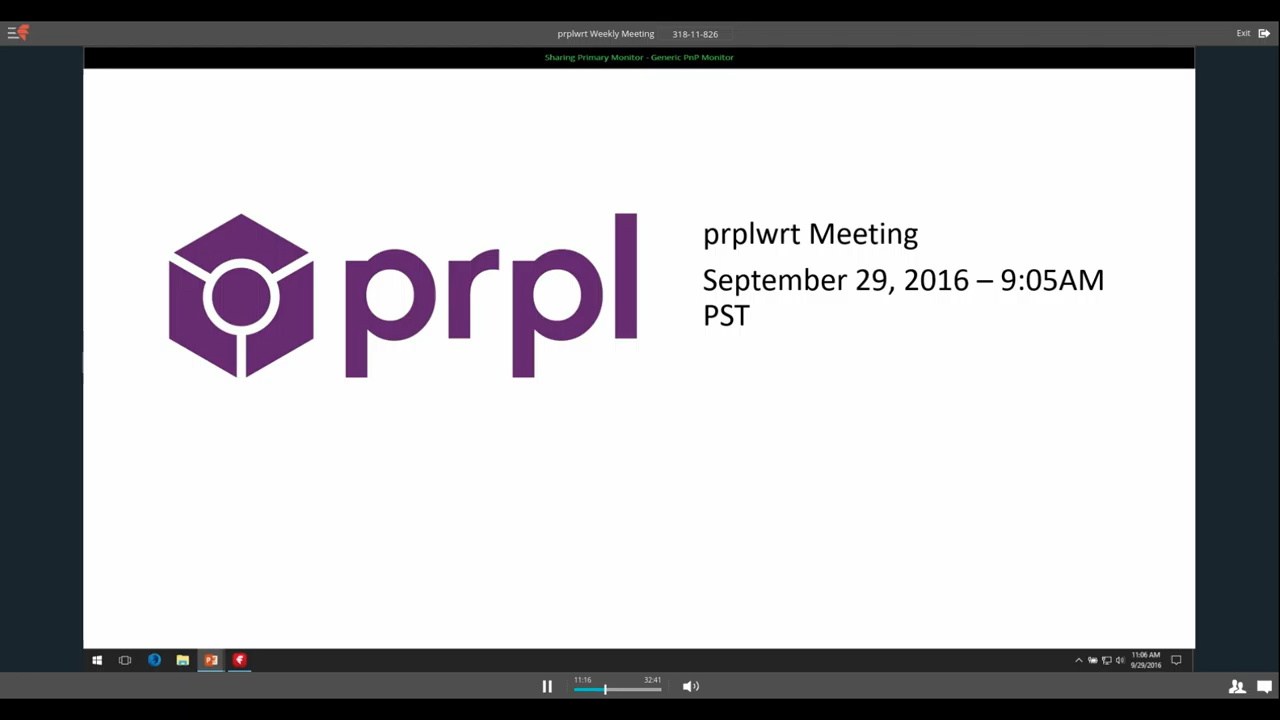 prplwrt Weekly Meeting 318-11-826
Exit
Sharing Primary Monitor - Generic PnP Monitor
prpl
prplwrt Meeting
September 29, 2016 – 9:05AM
PST
11:06 AM
9/29/2016
11:16
32:41